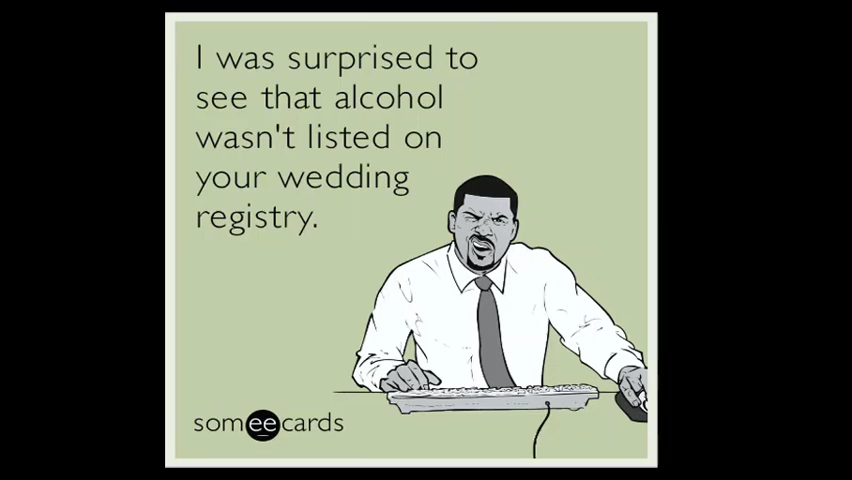 I was surprised to
see that alcohol
wasn't listed on
your wedding
registry.
someecards